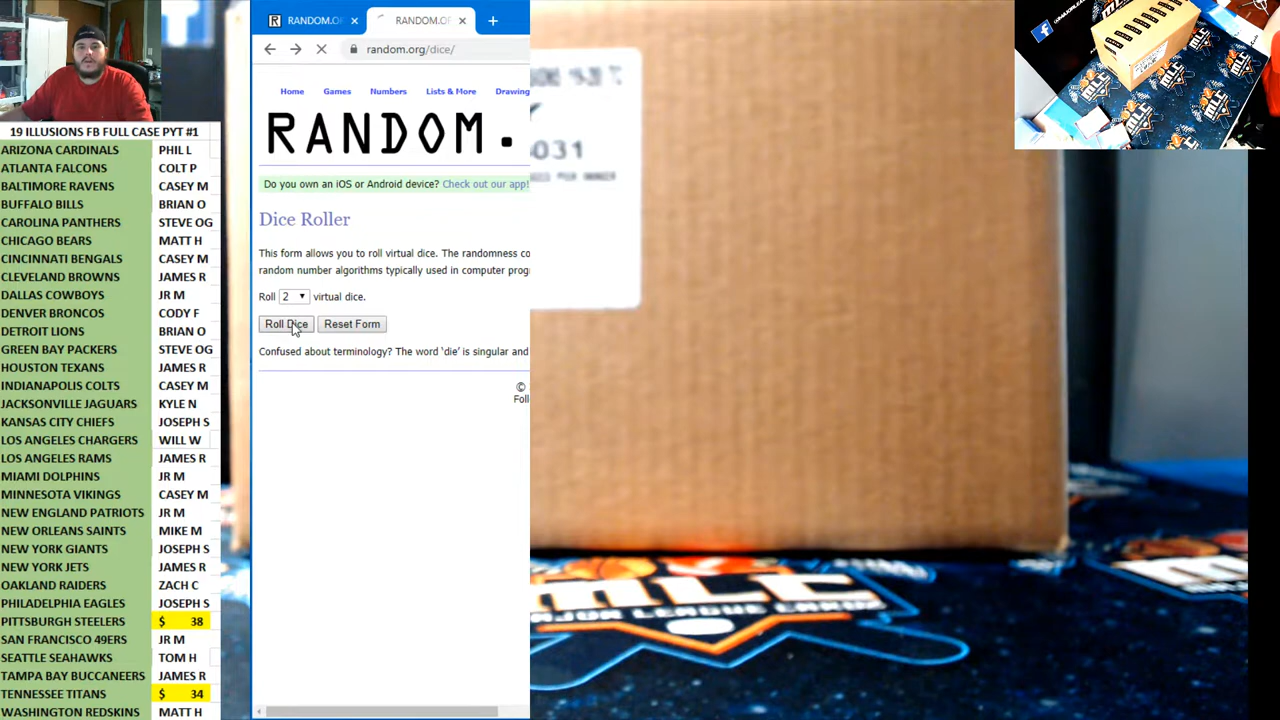 RANDOM.OF
RANDOM.OF
random.org/dice/
Home Games Numbers Lists & More Drawing
RANDOM.
Do you own an iOS or Android device? Check out our app!
Dice Roller
This form allows you to roll virtual dice. The randomness co
random number algorithms typically used in computer prog
Roll 2 virtual dice.
Roll Dice Reset Form
Confused about terminology? The word 'die' is singular and
©
Foll
19 ILLUSIONS FB FULL CASE PYT #1
ARIZONA CARDINALS PHIL L
ATLANTA FALCONS COLT P
BALTIMORE RAVENS CASEY M
BUFFALO BILLS BRIAN O
CAROLINA PANTHERS STEVE OG
CHICAGO BEARS MATT H
CINCINNATI BENGALS CASEY M
CLEVELAND BROWNS JAMES R
DALLAS COWBOYS JR M
DENVER BRONCOS CODY F
DETROIT LIONS BRIAN O
GREEN BAY PACKERS STEVE OG
HOUSTON TEXANS JAMES R
INDIANAPOLIS COLTS CASEY M
JACKSONVILLE JAGUARS KYLE N
KANSAS CITY CHIEFS JOSEPH S
LOS ANGELES CHARGERS WILL W
LOS ANGELES RAMS JAMES R
MIAMI DOLPHINS JR M
MINNESOTA VIKINGS CASEY M
NEW ENGLAND PATRIOTS JR M
NEW ORLEANS SAINTS MIKE M
NEW YORK GIANTS JOSEPH S
NEW YORK JETS JAMES R
OAKLAND RAIDERS ZACH C
PHILADELPHIA EAGLES JOSEPH S
PITTSBURGH STEELERS $ 38
SAN FRANCISCO 49ERS JR M
SEATTLE SEAHAWKS TOM H
TAMPA BAY BUCCANEERS JAMES R
TENNESSEE TITANS $ 34
WASHINGTON REDSKINS MATT H
MLC
MLC